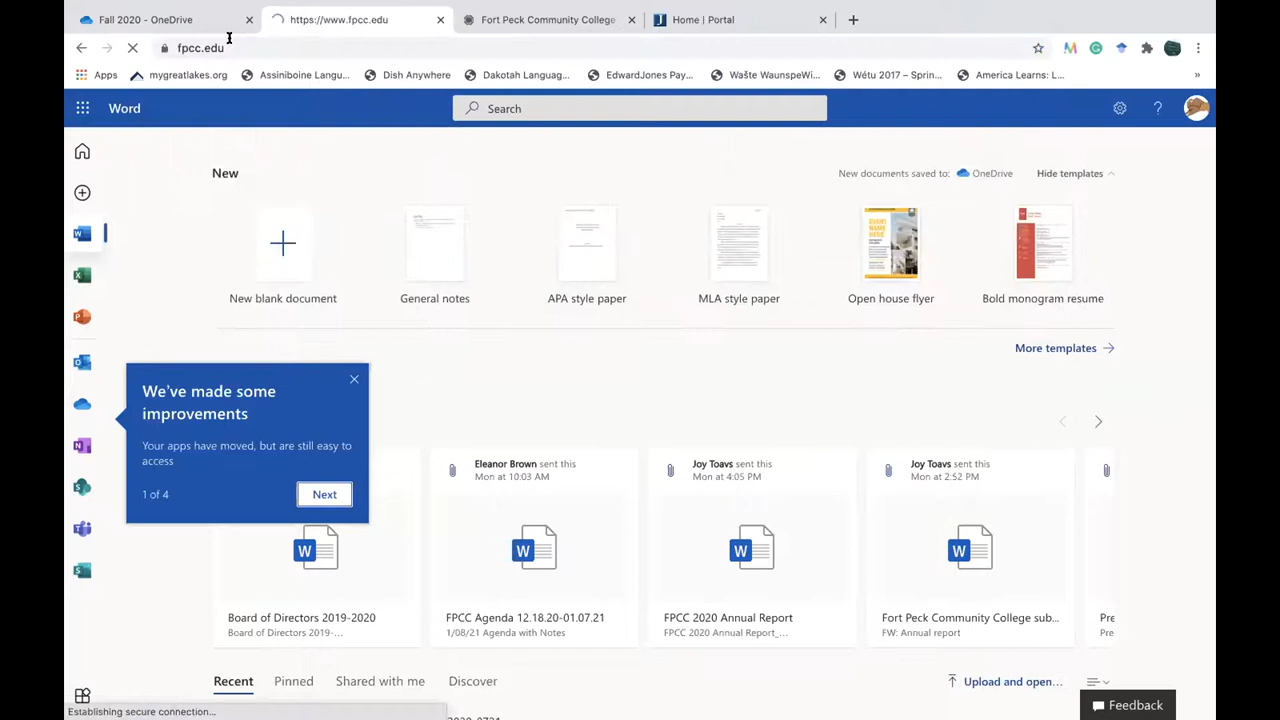 Fall 2020 - OneDrive
https://www.fpcc.edu
Fort Peck Community College
Home | Portal
fpcc.edu
Apps
mygreatlakes.org
Assiniboine Langu...
Dish Anywhere
Dakotah Languag...
EdwardJones Pay...
Wašte WaunspeWi...
Wétu 2017 – Sprin...
America Learns: L...
»
Word
Search
New
New documents saved to: OneDrive
Hide templates
New blank document
General notes
APA style paper
MLA style paper
Open house flyer
Bold monogram resume
More templates
We've made some
improvements
Your apps have moved, but are still easy to
access
1 of 4
Next
Eleanor Brown sent this
Mon at 10:03 AM
Joy Toavs sent this
Mon at 4:05 PM
Joy Toavs sent this
Mon at 2:52 PM
Board of Directors 2019-2020
Board of Directors 2019-...
FPCC Agenda 12.18.20-01.07.21
1/08/21 Agenda with Notes
FPCC 2020 Annual Report
FPCC 2020 Annual Report_...
Fort Peck Community College sub...
FW: Annual report
Pre
Pre
Recent
Pinned
Shared with me
Discover
Upload and open...
Feedback
Establishing secure connection...